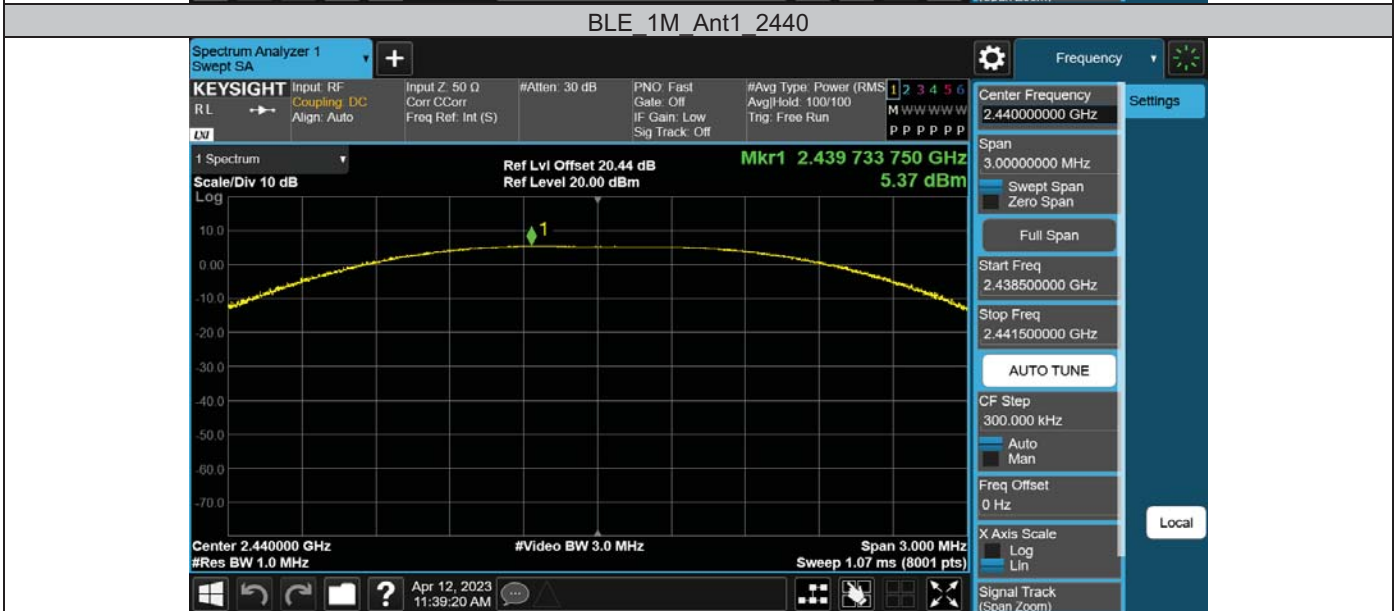 BLE_1M_Ant1_2440
Spectrum Analyzer 1
Swept SA
+
Frequency
KEYSIGHT
RL
LXI
Input: RF
Coupling: DC
Align: Auto
Input Z: 50 Ω
Corr CCorr
Freq Ref: Int (S)
#Atten: 30 dB
PNO: Fast
Gate: Off
IF Gain: Low
Sig Track: Off
#Avg Type: Power (RMS
Avg|Hold: 100/100
Trig: Free Run
1 2 3 4 5 6
M W W W W W
P P P P P P
1 Spectrum
Scale/Div 10 dB
Log
Ref Lvl Offset 20.44 dB
Ref Level 20.00 dBm
Mkr1 2.439 733 750 GHz
5.37 dBm
1
10.0
0.00
-10.0
-20.0
-30.0
-40.0
-50.0
-60.0
-70.0
Center 2.440000 GHz
#Res BW 1.0 MHz
#Video BW 3.0 MHz
Span 3.000 MHz
Sweep 1.07 ms (8001 pts)
?
Apr 12, 2023
11:39:20 AM
Center Frequency
2.440000000 GHz
Span
3.00000000 MHz
Swept Span
Zero Span
Full Span
Start Freq
2.438500000 GHz
Stop Freq
2.441500000 GHz
AUTO TUNE
CF Step
300.000 kHz
Auto
Man
Freq Offset
0 Hz
X Axis Scale
Log
Lin
Signal Track
(Span Zoom)
Settings
Local